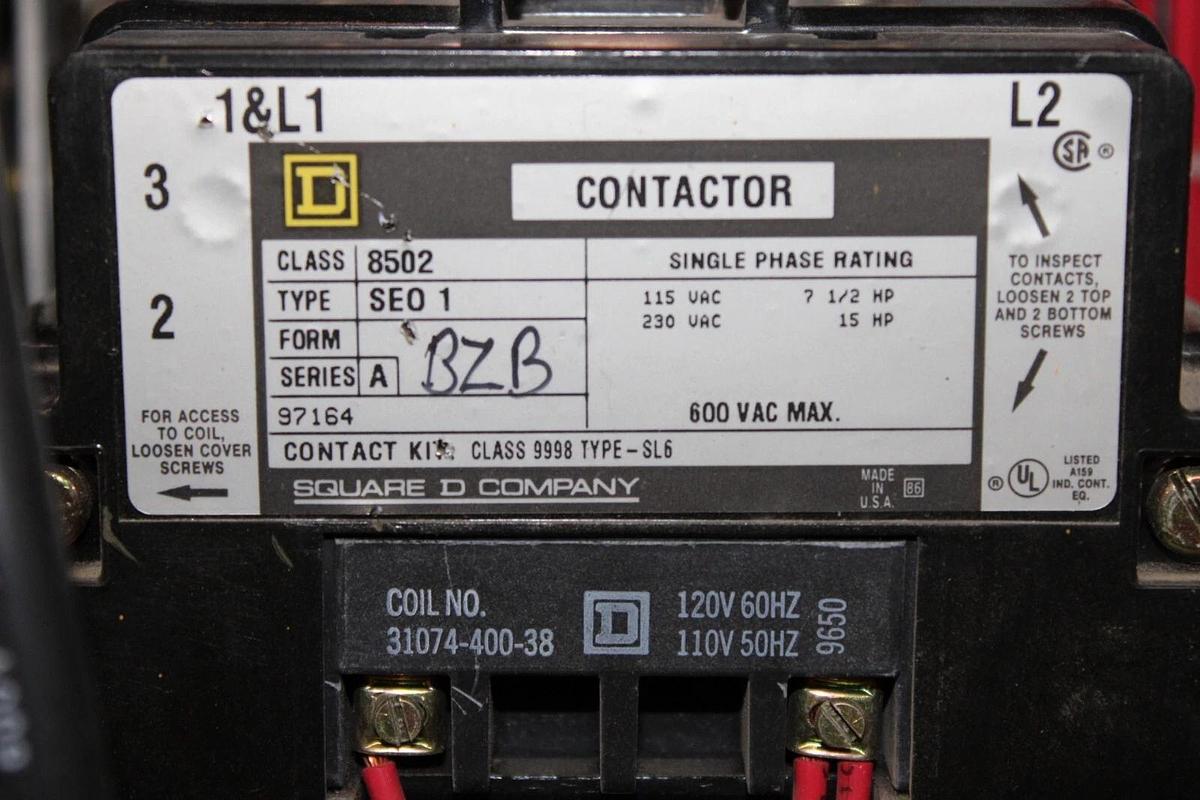 1&L1
L2
3
2
FOR ACCESS
TO COIL,
LOOSEN COVER
SCREWS
D
CONTACTOR
CLASS 8502
TYPE SEO 1
FORM
SERIES A BZB
97164
SINGLE PHASE RATING
115 VAC 7 1/2 HP
230 VAC 15 HP
600 VAC MAX.
CONTACT KIT CLASS 9998 TYPE-SL6
SQUARE D COMPANY
MADE
IN
U.S.A.
86
SA ®
TO INSPECT
CONTACTS,
LOOSEN 2 TOP
AND 2 BOTTOM
SCREWS
® UL
LISTED
A159
IND. CONT.
EQ.
COIL NO.
31074-400-38
D
120V 60HZ
110V 50HZ
9650